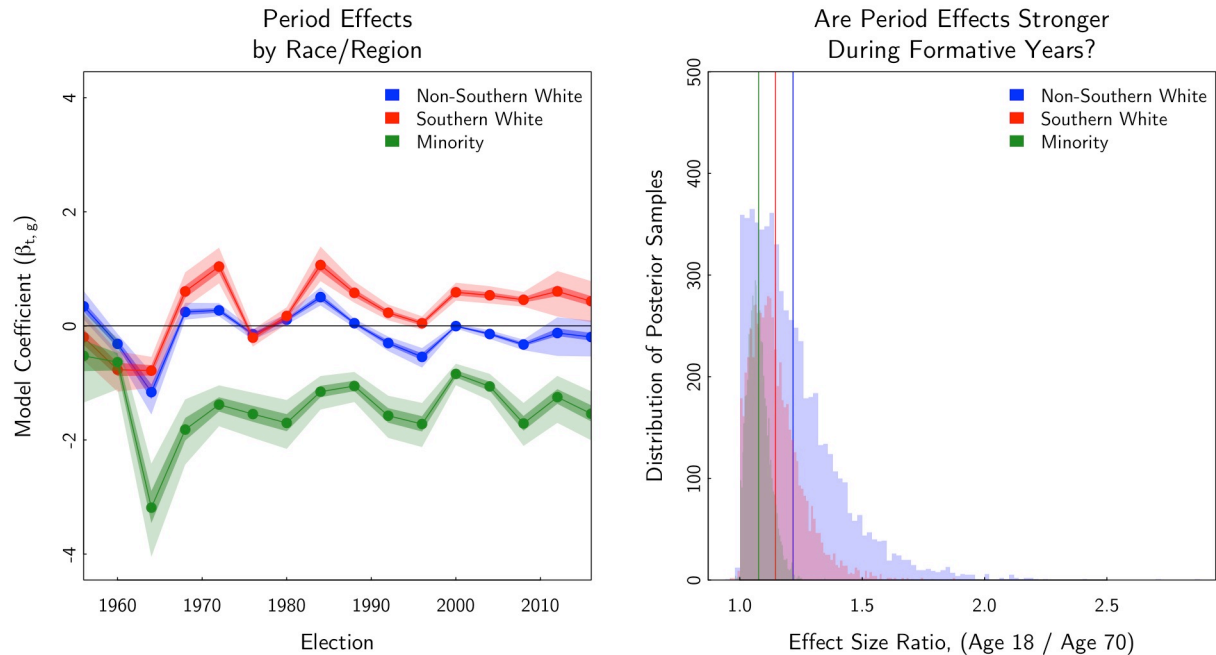 Period Effects
by Race/Region
4
2
0
-2
-4
Model Coefficient (βt, g)
Non-Southern White
Southern White
Minority
1960 1970 1980 1990 2000 2010
Election
Are Period Effects Stronger
During Formative Years?
500
400
300
200
100
0
Distribution of Posterior Samples
Non-Southern White
Southern White
Minority
1.0 1.5 2.0 2.5
Effect Size Ratio, (Age 18 / Age 70)